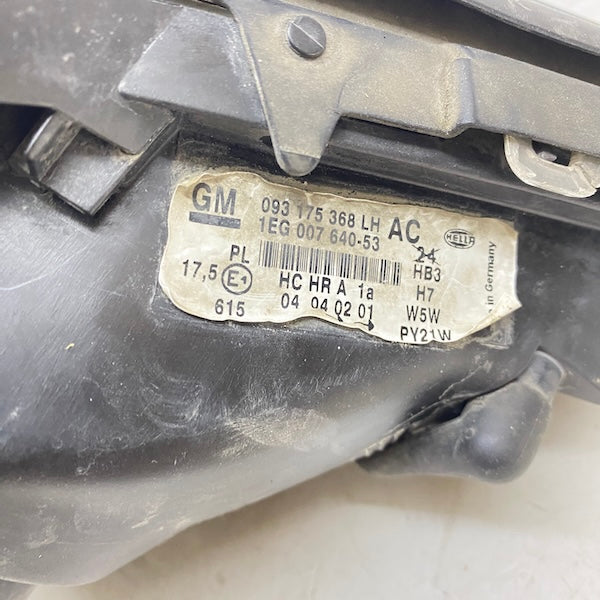 GM 093 175 368 LH AC
1EG 007 640-53
HELLA
24
PL HB3
17,5 E1 HC HR A 1a H7
615 04 04 02 01 W5W
PY21W
in Germany